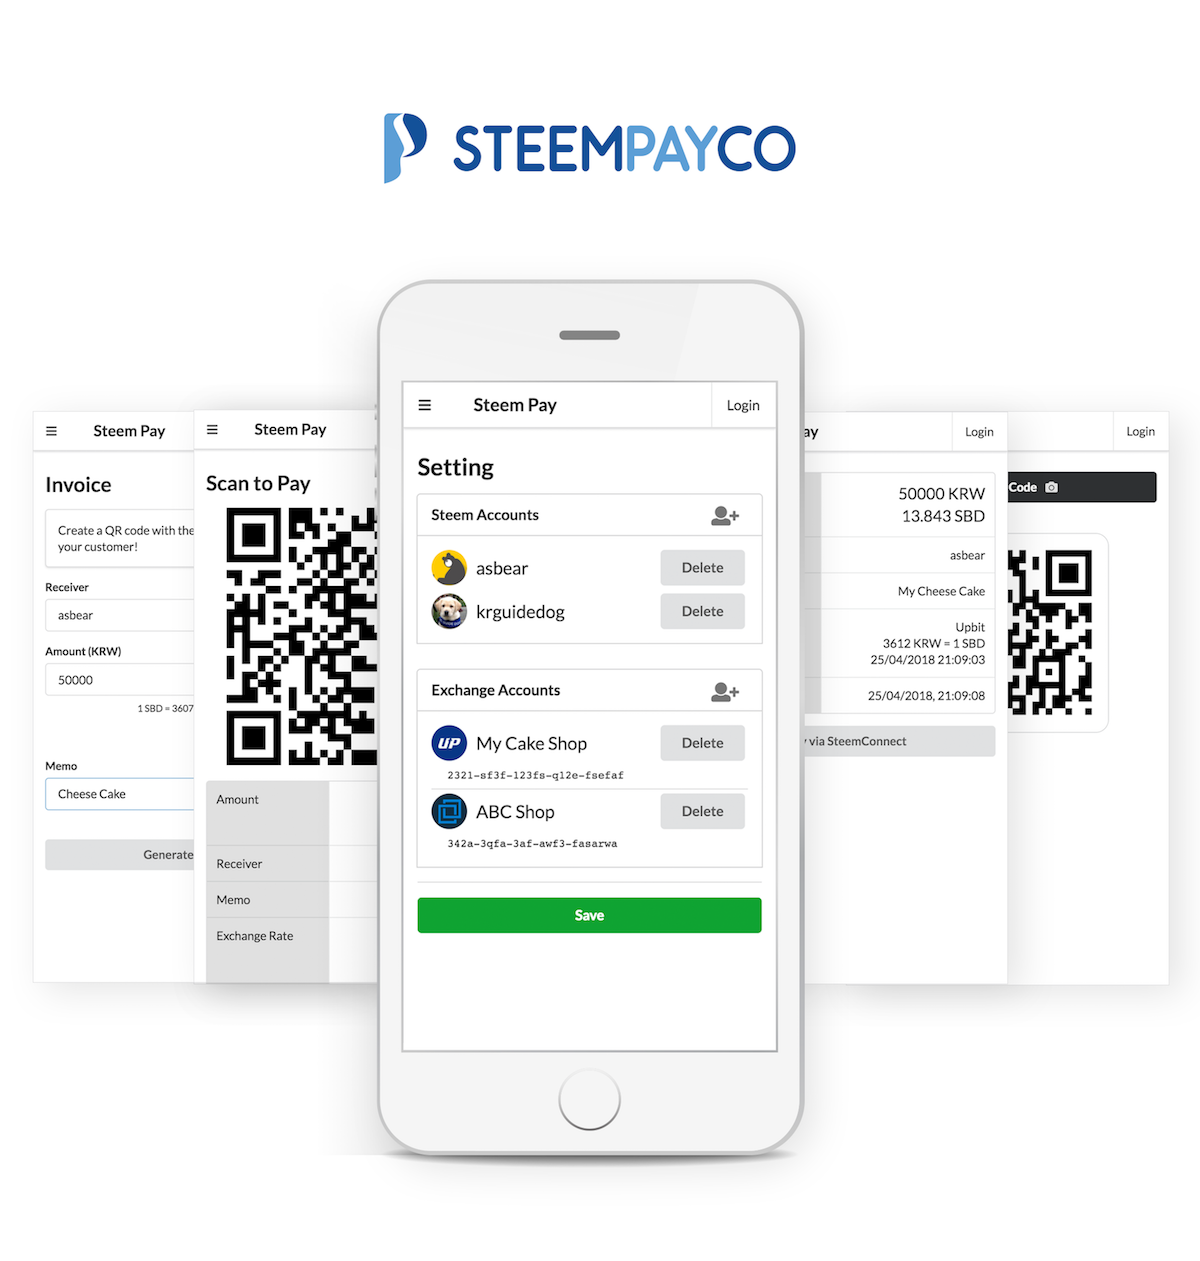 STEEMPAYCO
Steem Pay
Invoice
Create a QR code with the
your customer!
Receiver
asbear
Amount (KRW)
50000
1 SBD = 3607
Memo
Cheese Cake
Generate
Steem Pay
Scan to Pay
Amount
Receiver
Memo
Exchange Rate
Steem Pay
Login
Setting
Steem Accounts
asbear
Delete
krguidedog
Delete
Exchange Accounts
UP
My Cake Shop
Delete
2321-sf3f-123fs-q12e-fsefaf
ABC Shop
Delete
342a-3qfa-3af-awf3-fasarwa
Save
ay
Login
50000 KRW
13.843 SBD
asbear
My Cheese Cake
Upbit
3612 KRW = 1 SBD
25/04/2018 21:09:03
25/04/2018, 21:09:08
y via SteemConnect
Login
Code